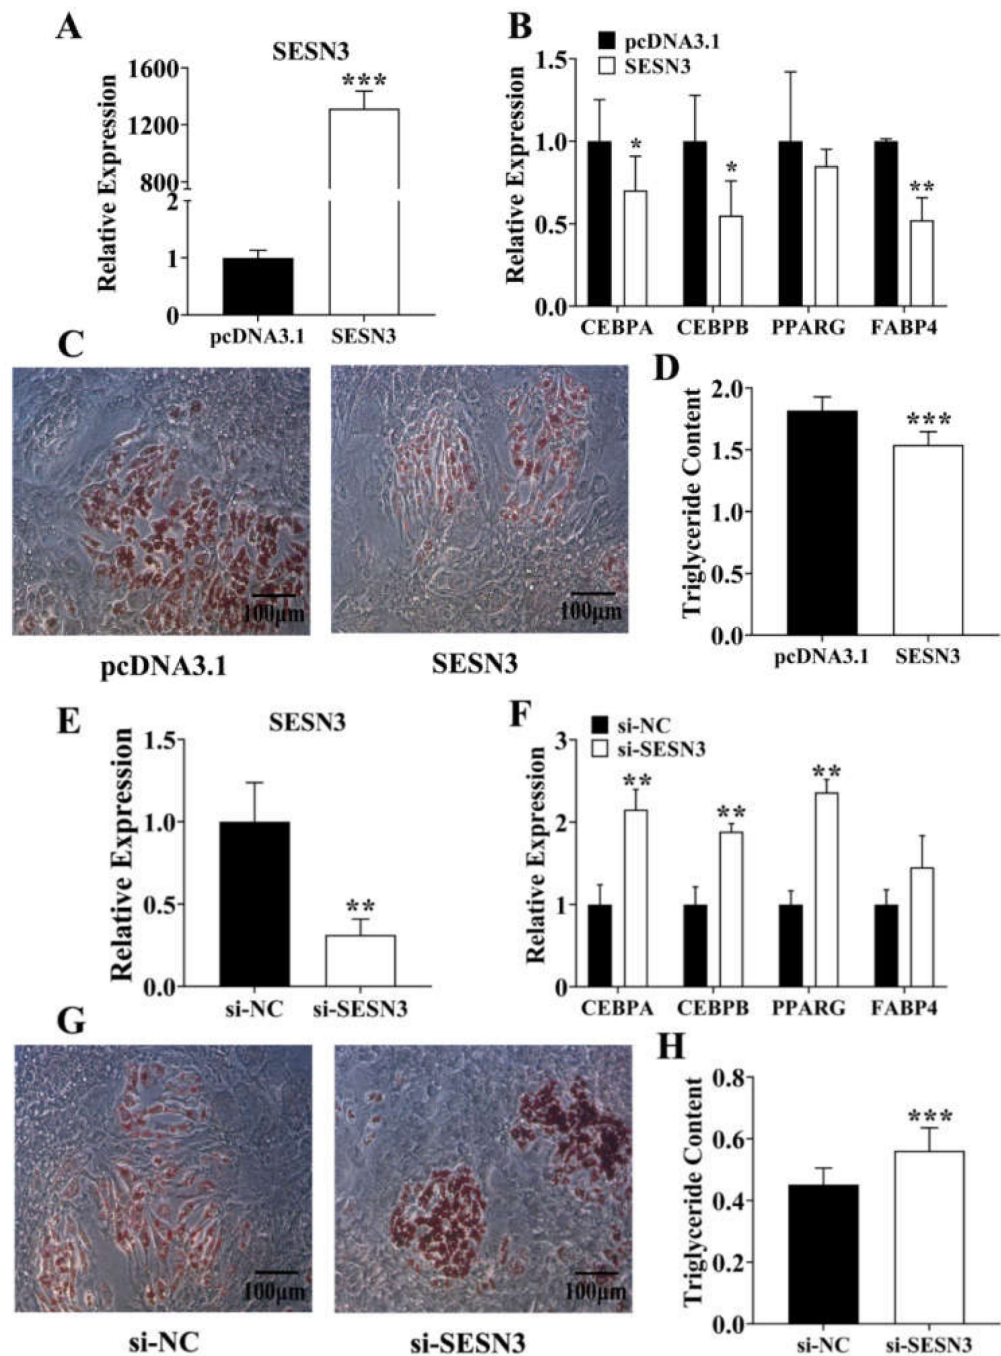 A
SESN3
Relative Expression
1600
1200
800
2
1
0
***
pcDNA3.1 SESN3
B
pcDNA3.1
SESN3
Relative Expression
1.5
1.0
0.5
0.0
* * **
CEBPA CEBPB PPARG FABP4
C
100μm
100μm
pcDNA3.1 SESN3
D
Triglyceride Content
2.0
1.5
1.0
0.5
0.0
***
pcDNA3.1 SESN3
E
SESN3
Relative Expression
1.5
1.0
0.5
0.0
**
si-NC si-SESN3
F
si-NC
si-SESN3
Relative Expression
3
2
1
0
** ** **
CEBPA CEBPB PPARG FABP4
G
100μm
100μm
si-NC si-SESN3
H
Triglyceride Content
0.8
0.6
0.4
0.2
0.0
***
si-NC si-SESN3